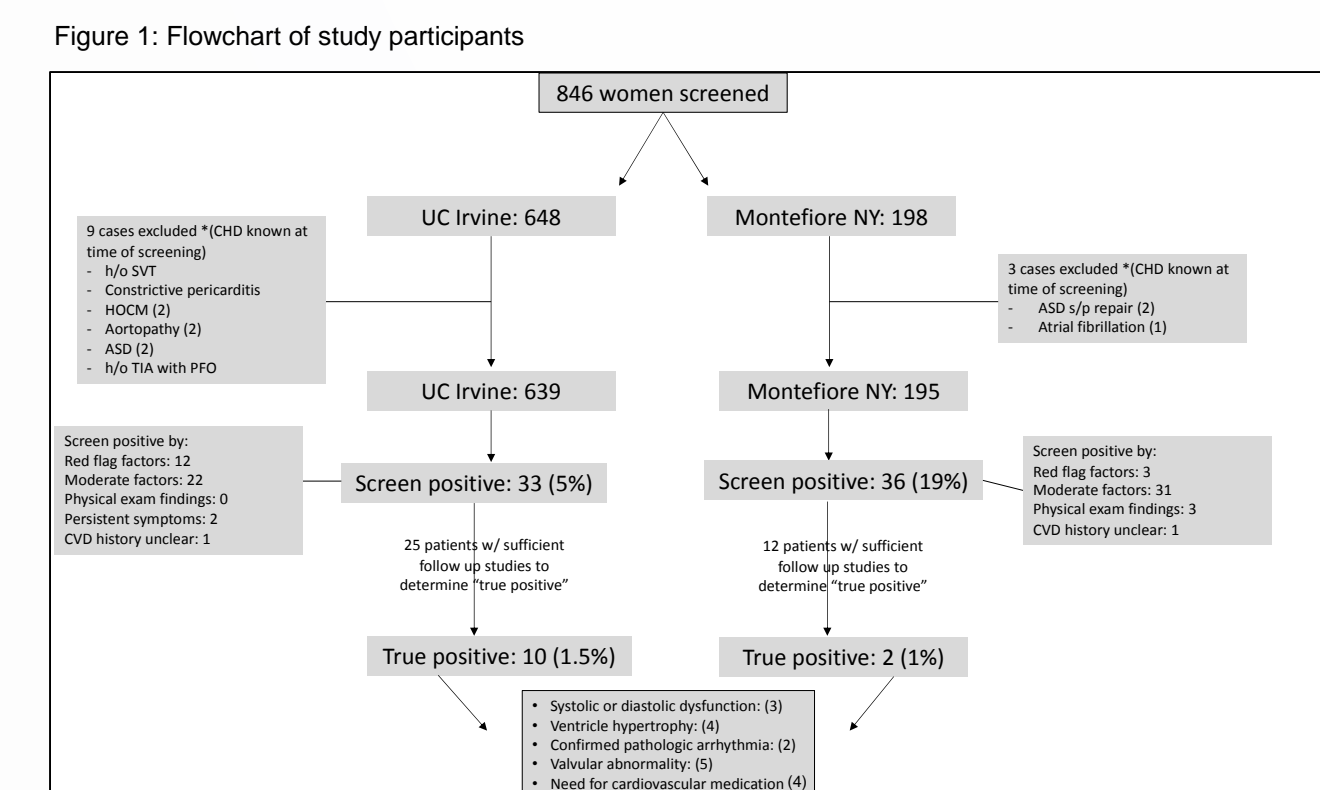 Figure 1: Flowchart of study participants
846 women screened
UC Irvine: 648
Montefiore NY: 198
9 cases excluded *(CHD known at
time of screening)
- h/o SVT
- Constrictive pericarditis
- HOCM (2)
- Aortopathy (2)
- ASD (2)
- h/o TIA with PFO
3 cases excluded *(CHD known at
time of screening)
- ASD s/p repair (2)
- Atrial fibrillation (1)
UC Irvine: 639
Montefiore NY: 195
Screen positive by:
Red flag factors: 12
Moderate factors: 22
Physical exam findings: 0
Persistent symptoms: 2
CVD history unclear: 1
Screen positive: 33 (5%)
Screen positive: 36 (19%)
Screen positive by:
Red flag factors: 3
Moderate factors: 31
Physical exam findings: 3
CVD history unclear: 1
25 patients w/ sufficient
follow up studies to
determine “true positive”
12 patients w/ sufficient
follow up studies to
determine “true positive”
True positive: 10 (1.5%)
True positive: 2 (1%)
• Systolic or diastolic dysfunction: (3)
• Ventricle hypertrophy: (4)
• Confirmed pathologic arrhythmia: (2)
• Valvular abnormality: (5)
• Need for cardiovascular medication (4)